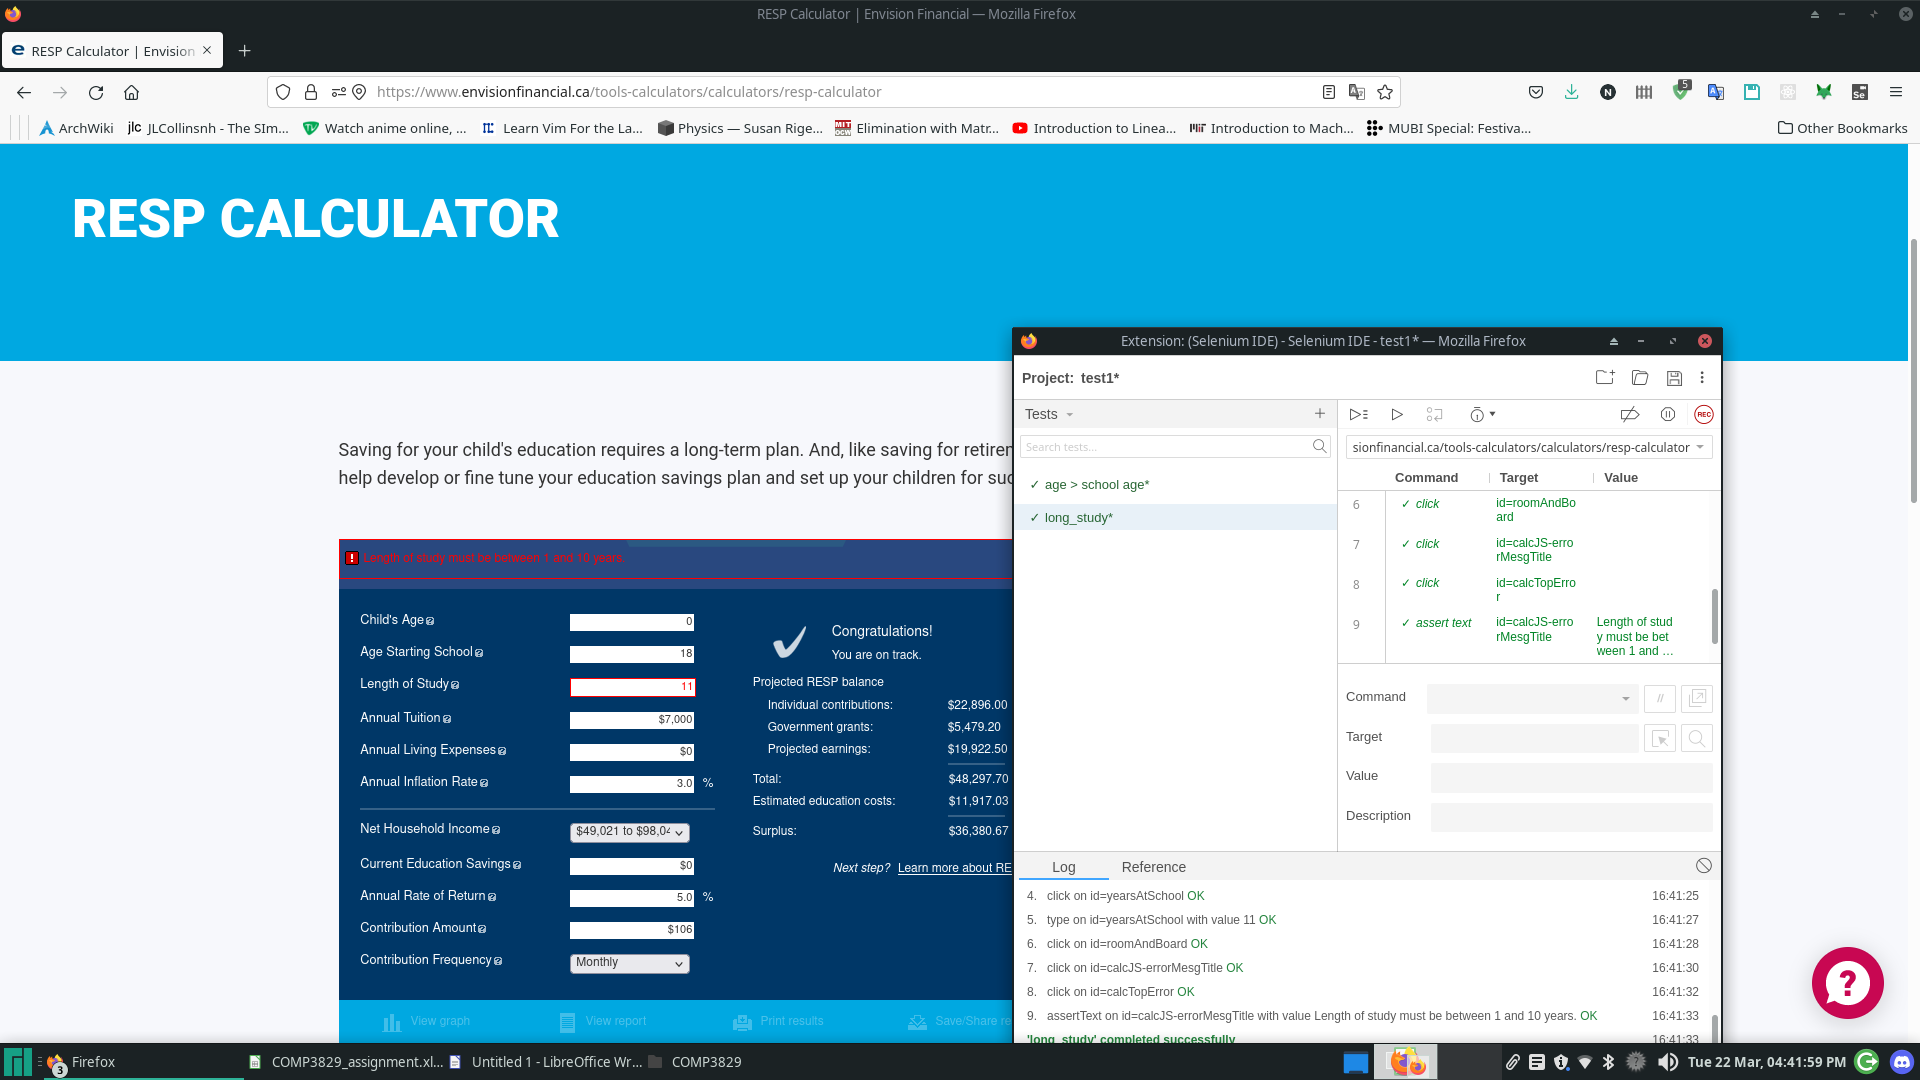 RESP Calculator | Envision Financial — Mozilla Firefox
RESP Calculator | Envision
https://www.envisionfinancial.ca/tools-calculators/calculators/resp-calculator
5
ArchWiki
jlc JLCollinsnh - The SIm...
Watch anime online, ...
Learn Vim For the La...
Physics — Susan Rige...
Elimination with Matr...
Introduction to Linea...
Introduction to Mach...
MUBI Special: Festiva...
Other Bookmarks
RESP CALCULATOR
Saving for your child's education requires a long-term plan. And, like saving for retire
help develop or fine tune your education savings plan and set up your children for
Length of study must be between 1 and 10 years.
Child's Age
0
Age Starting School
18
Length of Study
11
Annual Tuition
$7,000
Annual Living Expenses
$0
Annual Inflation Rate
3.0 %
Net Household Income
$49,021 to $98,04
Current Education Savings
$0
Annual Rate of Return
5.0 %
Contribution Amount
$106
Contribution Frequency
Monthly
Congratulations!
You are on track.
Projected RESP balance
Individual contributions: $22,896.00
Government grants: $5,479.20
Projected earnings: $19,922.50
Total: $48,297.70
Estimated education costs: $11,917.03
Surplus: $36,380.67
Next step? Learn more about RE
View graph
View report
Print results
Save/Share re
Extension: (Selenium IDE) - Selenium IDE - test1* — Mozilla Firefox
Project: test1*
Tests
Search tests...
✓ age > school age*
✓ long_study*
REC
sionfinancial.ca/tools-calculators/calculators/resp-calculator
Command Target Value
6 ✓ click id=roomAndBo
ard
7 ✓ click id=calcJS-erro
rMesgTitle
8 ✓ click id=calcTopErro
r
9 ✓ assert text id=calcJS-erro Length of stud
rMesgTitle y must be bet
ween 1 and ...
Command
//
Target
Value
Description
Log
Reference
4. click on id=yearsAtSchool OK 16:41:25
5. type on id=yearsAtSchool with value 11 OK 16:41:27
6. click on id=roomAndBoard OK 16:41:28
7. click on id=calcJS-errorMesgTitle OK 16:41:30
8. click on id=calcTopError OK 16:41:32
9. assertText on id=calcJS-errorMesgTitle with value Length of study must be between 1 and 10 years. OK 16:41:33
'long_study' completed successfully 16:41:33
3
Firefox
COMP3829_assignment.xl...
Untitled 1 - LibreOffice Wr...
COMP3829
Tue 22 Mar, 04:41:59 PM